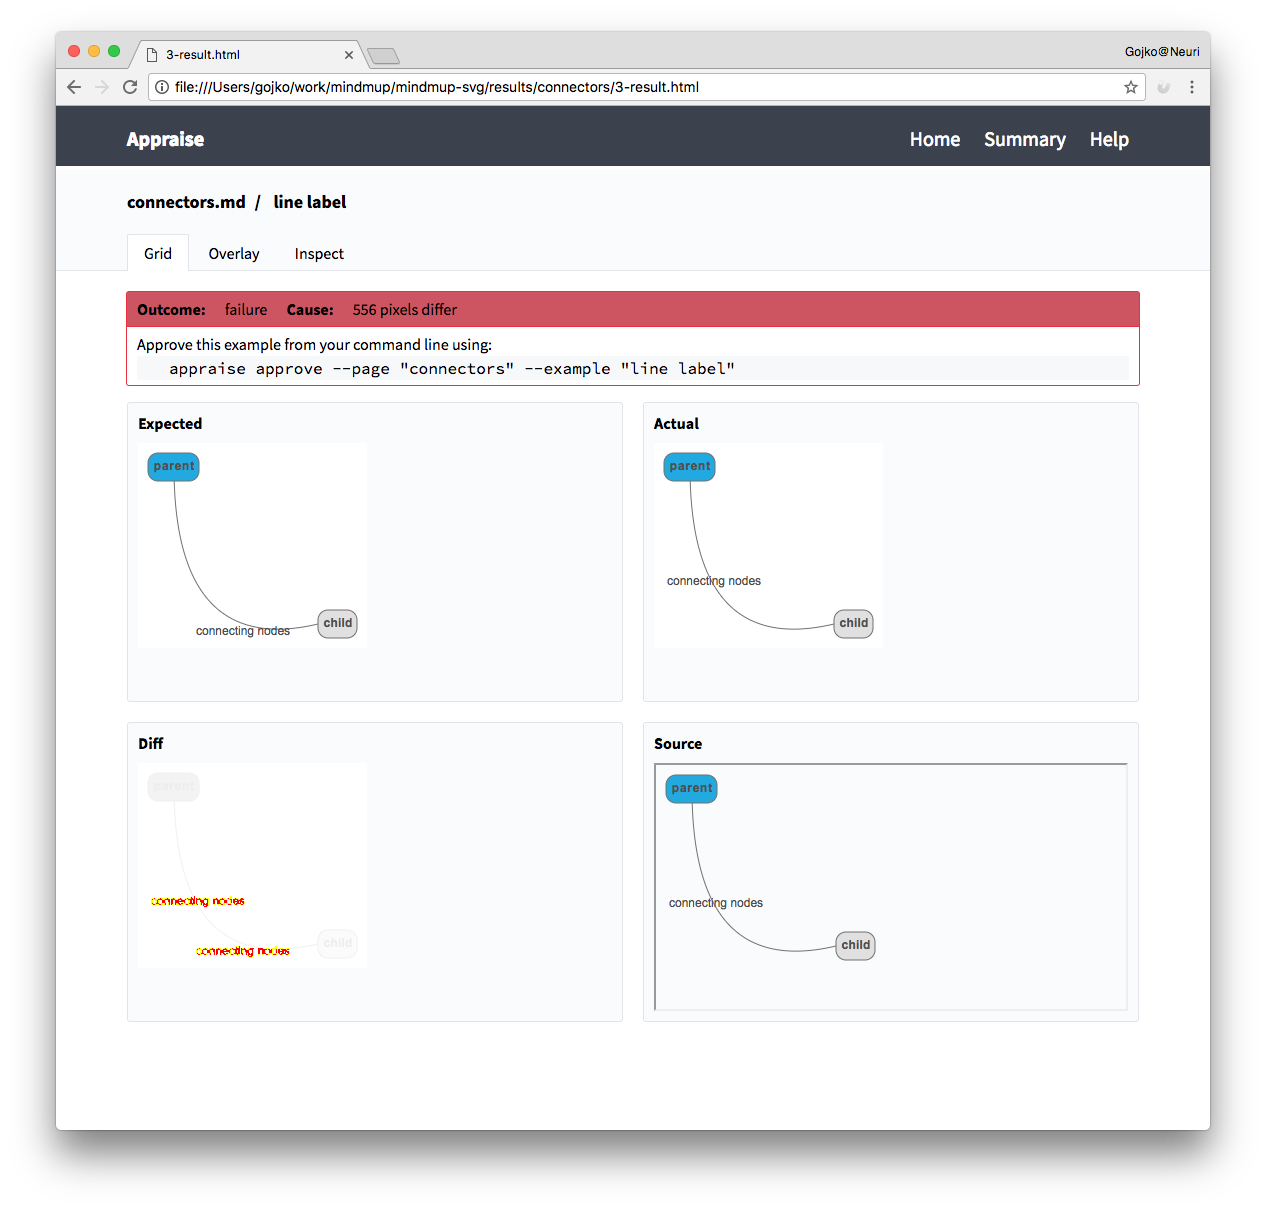 3-result.html
Gojko@Neuri
file:///Users/gojko/work/mindmup/mindmup-svg/results/connectors/3-result.html
Appraise Home Summary Help
connectors.md / line label
Grid Overlay Inspect
Outcome: failure Cause: 556 pixels differ
Approve this example from your command line using:
appraise approve --page "connectors" --example "line label"
Expected
parent
child
connecting nodes
Actual
parent
connecting nodes
child
Diff
parent
connecting nodes
child
connecting nodes
Source
parent
connecting nodes
child